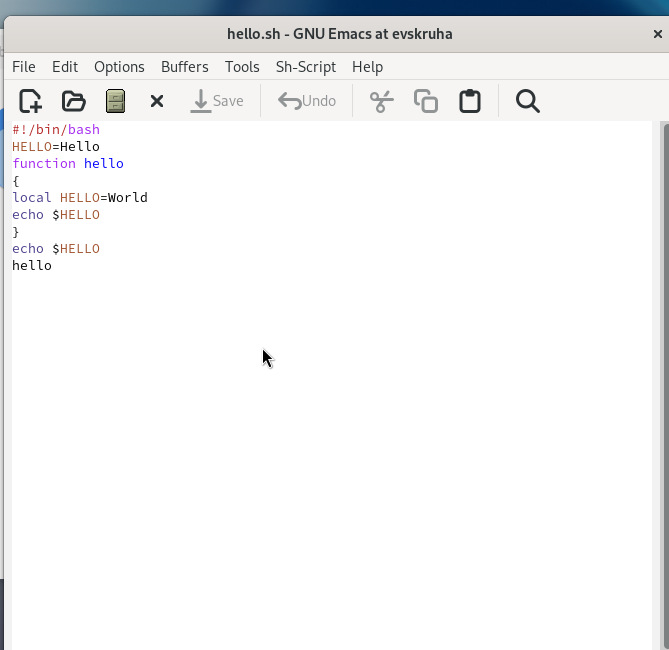 hello.sh - GNU Emacs at evskruha
File Edit Options Buffers Tools Sh-Script Help
Save Undo
#!/bin/bash
HELLO=Hello
function hello
{
local HELLO=World
echo $HELLO
}
echo $HELLO
hello